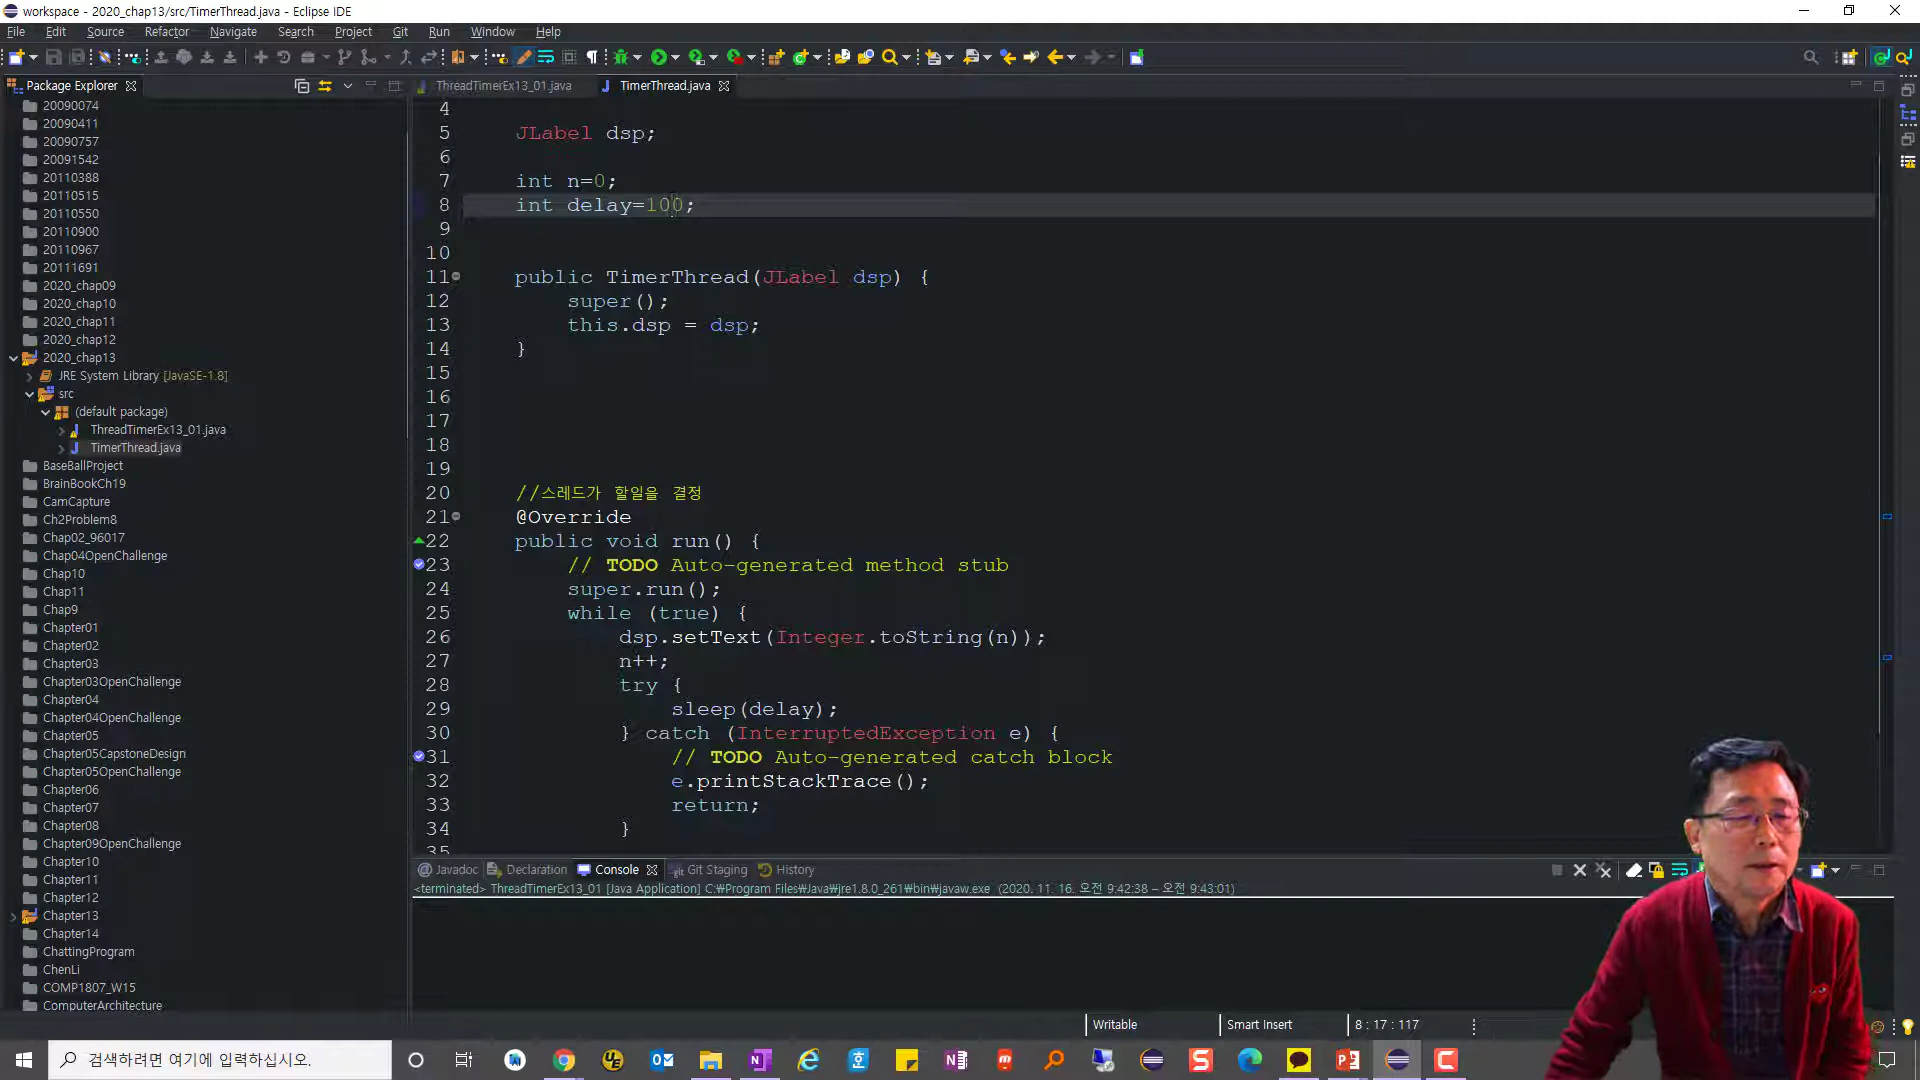 workspace - 2020_chap13/src/TimerThread.java - Eclipse IDE
File Edit Source Refactor Navigate Search Project Git Run Window Help
Package Explorer
ThreadTimerEx13_01.java
TimerThread.java
20090074
20090411
20090757
20091542
20110388
20110515
20110550
20110900
20110967
20111691
2020_chap09
2020_chap10
2020_chap11
2020_chap12
2020_chap13
JRE System Library [JavaSE-1.8]
src
(default package)
ThreadTimerEx13_01.java
TimerThread.java
BaseBallProject
BrainBookCh19
CamCapture
Ch2Problem8
Chap02_96017
Chap04OpenChallenge
Chap10
Chap11
Chap9
Chapter01
Chapter02
Chapter03
Chapter03OpenChallenge
Chapter04
Chapter04OpenChallenge
Chapter05
Chapter05CapstoneDesign
Chapter05OpenChallenge
Chapter06
Chapter07
Chapter08
Chapter09OpenChallenge
Chapter10
Chapter11
Chapter12
Chapter13
Chapter14
ChattingProgram
ChenLi
COMP1807_W15
ComputerArchitecture
4
5 JLabel dsp;
6
7 int n=0;
8 int delay=100;
9
10
11 public TimerThread(JLabel dsp) {
12 super();
13 this.dsp = dsp;
14 }
15
16
17
18
19
20 //스레드가 할일을 결정
21 @Override
22 public void run() {
23 // TODO Auto-generated method stub
24 super.run();
25 while (true) {
26 dsp.setText(Integer.toString(n));
27 n++;
28 try {
29 sleep(delay);
30 } catch (InterruptedException e) {
31 // TODO Auto-generated catch block
32 e.printStackTrace();
33 return;
34 }
35
@ Javadoc Declaration Console Git Staging History
<terminated> ThreadTimerEx13_01 [Java Application] C:₩Program Files₩Java₩jre1.8.0_261₩bin₩javaw.exe (2020. 11. 16. 오전 9:42:38 – 오전 9:43:01)
Writable Smart Insert 8 : 17 : 117
검색하려면 여기에 입력하십시오.